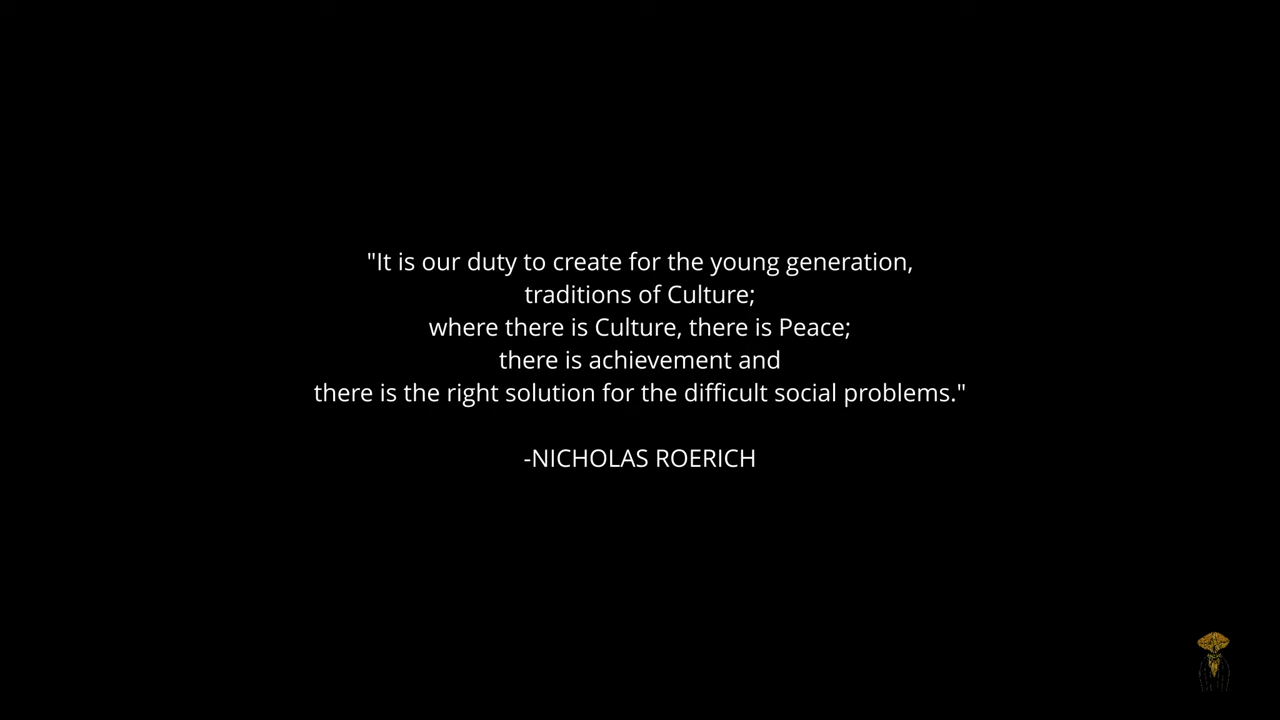 "It is our duty to create for the young generation,
traditions of Culture;
where there is Culture, there is Peace;
there is achievement and
there is the right solution for the difficult social problems."
-NICHOLAS ROERICH